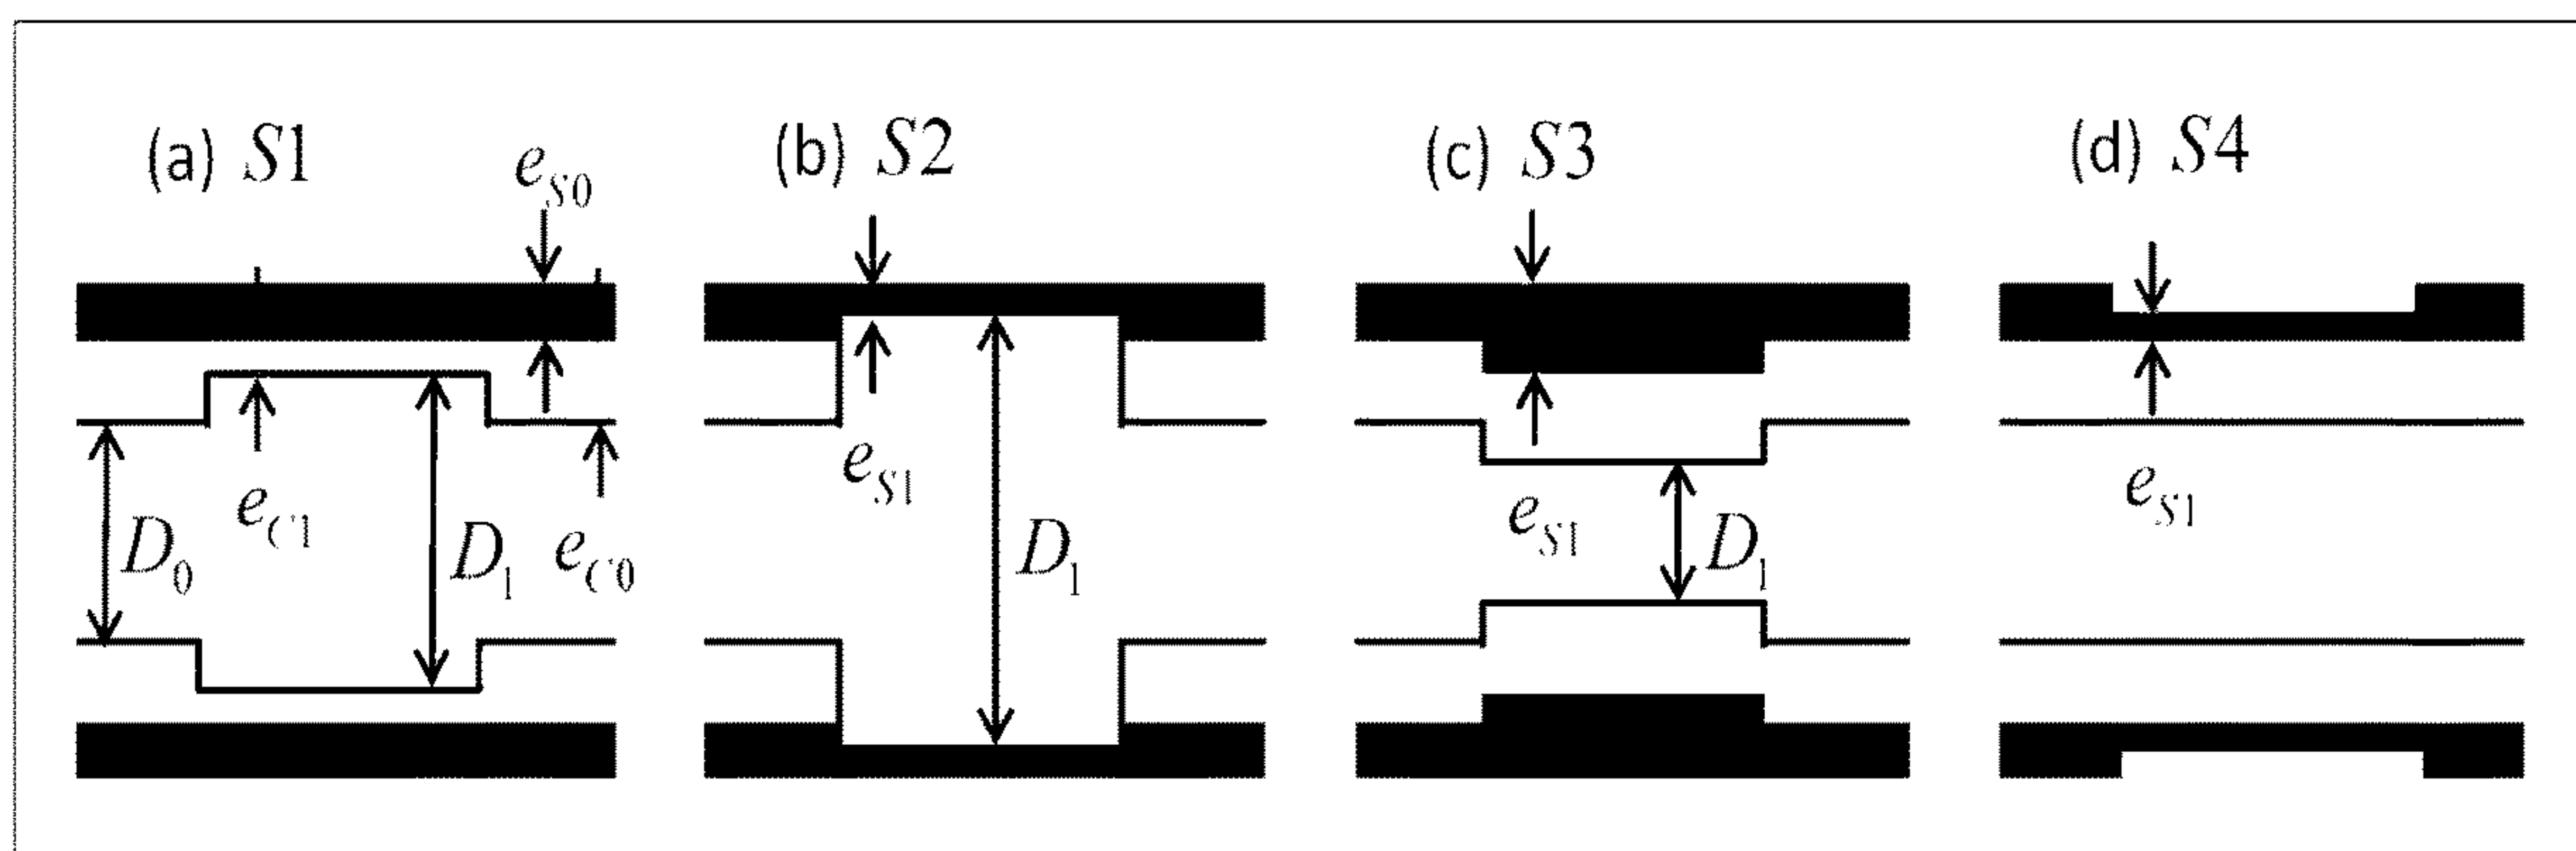 (a) S1
e_S0
(b) S2
(c) S3
(d) S4
D_0
e_C1
D_1
e_C0
e_S1
D_1
e_S1
D_1
e_S1